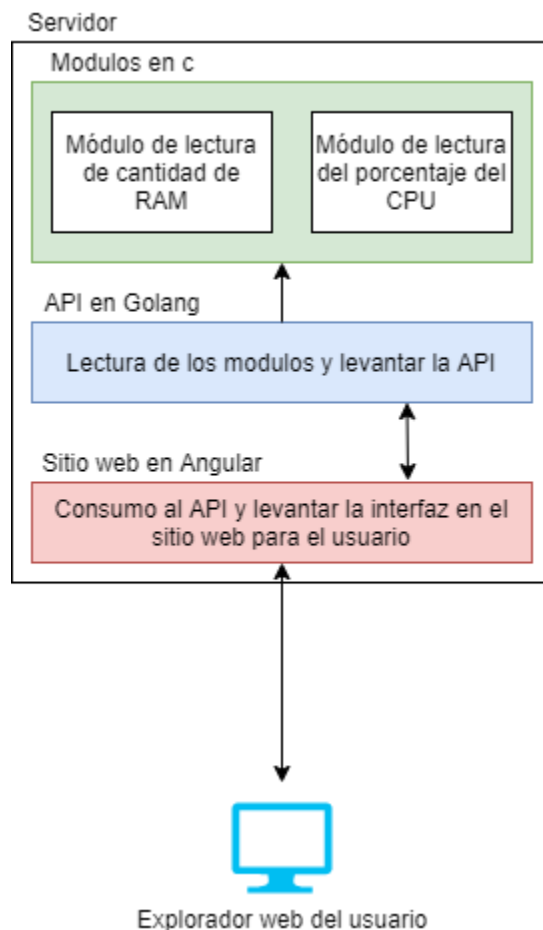 Servidor
Modulos en c
Módulo de lectura
de cantidad de
RAM
Módulo de lectura
del porcentaje del
CPU
API en Golang
Lectura de los modulos y levantar la API
Sitio web en Angular
Consumo al API y levantar la interfaz en el
sitio web para el usuario
Explorador web del usuario